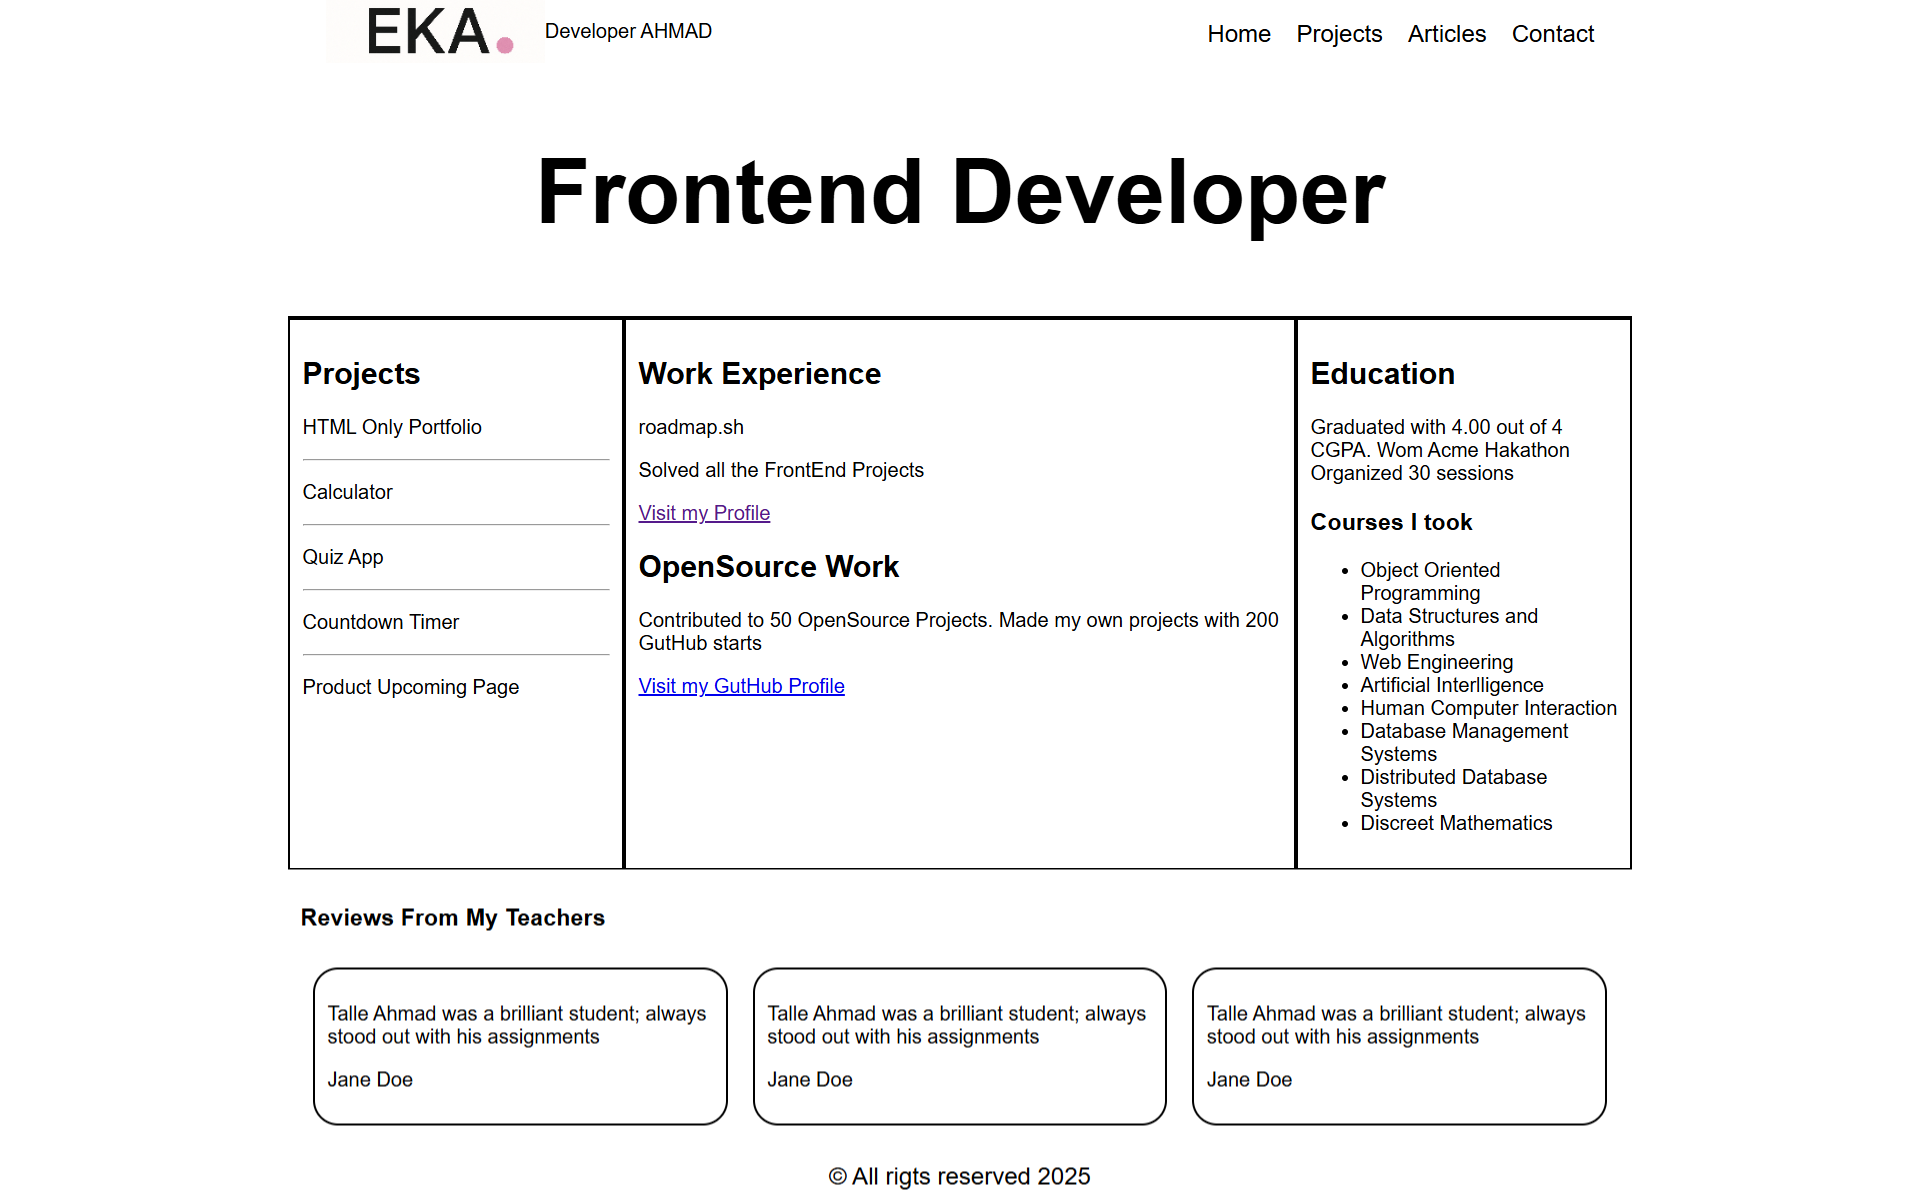 EKA.
Developer AHMAD
Home Projects Articles Contact
Frontend Developer
Projects
HTML Only Portfolio
Calculator
Quiz App
Countdown Timer
Product Upcoming Page
Work Experience
roadmap.sh
Solved all the FrontEnd Projects
Visit my Profile
OpenSource Work
Contributed to 50 OpenSource Projects. Made my own projects with 200
GutHub starts
Visit my GutHub Profile
Education
Graduated with 4.00 out of 4
CGPA. Wom Acme Hakathon
Organized 30 sessions
Courses I took
• Object Oriented
Programming
• Data Structures and
Algorithms
• Web Engineering
• Artificial Interlligence
• Human Computer Interaction
• Database Management
Systems
• Distributed Database
Systems
• Discreet Mathematics
Reviews From My Teachers
Talle Ahmad was a brilliant student; always
stood out with his assignments
Jane Doe
Talle Ahmad was a brilliant student; always
stood out with his assignments
Jane Doe
Talle Ahmad was a brilliant student; always
stood out with his assignments
Jane Doe
© All rigts reserved 2025